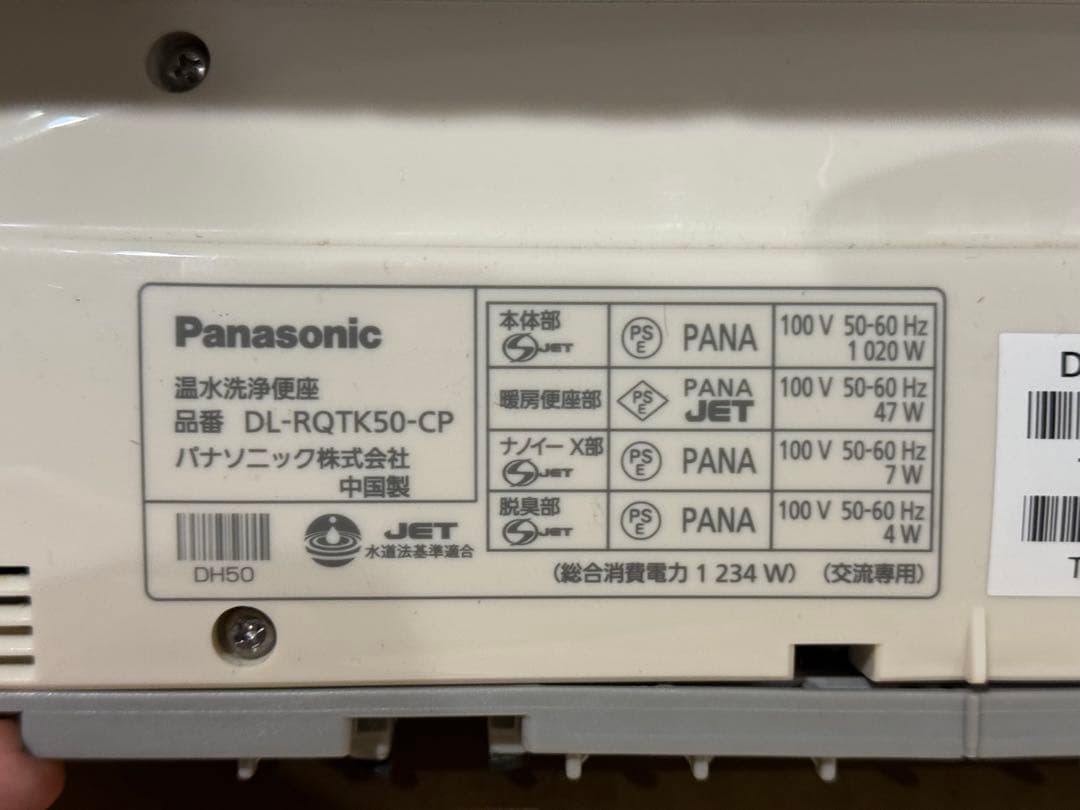 Panasonic
温水洗浄便座
品番 DL-RQTK50-CP
パナソニック株式会社
中国製
DH50
JET
水道法基準適合
本体部
S JET
PS E
PANA
100 V 50-60 Hz
1 020 W
暖房便座部
PS E
PANA
JET
100 V 50-60 Hz
47 W
ナノイー X部
S JET
PS E
PANA
100 V 50-60 Hz
7 W
脱臭部
S JET
PS E
PANA
100 V 50-60 Hz
4 W
(総合消費電力 1 234 W) (交流専用)
D
T